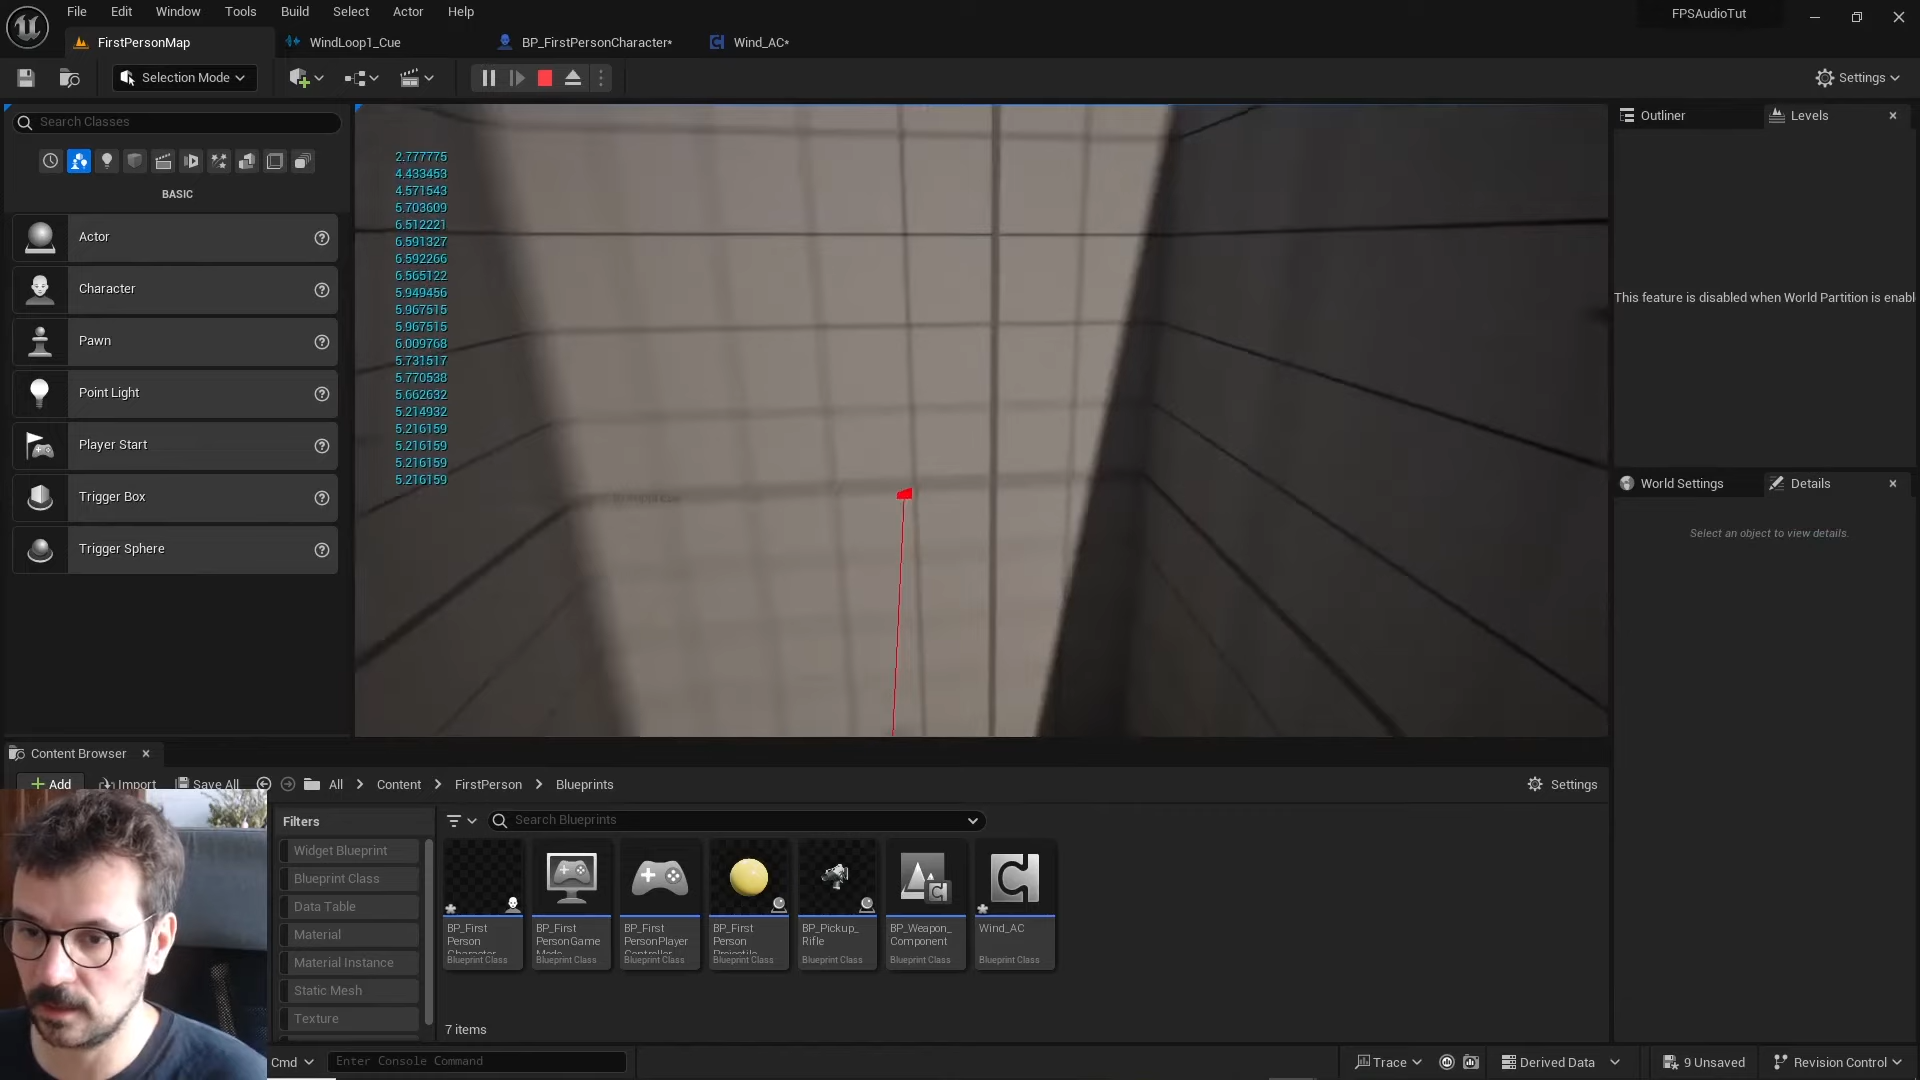 File Edit Window Tools Build Select Actor Help
FPSAudioTut
FirstPersonMap
WindLoop1_Cue
BP_FirstPersonCharacter*
Wind_AC*
Selection Mode
Settings
Search Classes
BASIC
Actor
Character
Pawn
Point Light
Player Start
Trigger Box
Trigger Sphere
2.777775
4.433453
4.571543
5.703609
6.512221
6.591327
6.592266
6.565122
5.949456
5.967515
5.967515
6.009768
5.731517
5.770538
5.662632
5.214932
5.216159
5.216159
5.216159
5.216159
Outliner
Levels
This feature is disabled when World Partition is enabl
World Settings
Details
Select an object to view details.
Content Browser
Add
Import
Save All
All > Content > FirstPerson > Blueprints
Settings
Filters
Widget Blueprint
Blueprint Class
Data Table
Material
Material Instance
Static Mesh
Texture
Search Blueprints
BP_First
Person
Character
Blueprint Class
BP_First
PersonGame
Mode
Blueprint Class
BP_First
PersonPlayer
Controller
Blueprint Class
BP_First
Person
Projectile
Blueprint Class
BP_Pickup_
Rifle
Blueprint Class
BP_Weapon_
Component
Blueprint Class
Wind_AC
Blueprint Class
7 items
Cmd
Enter Console Command
Trace
Derived Data
9 Unsaved
Revision Control